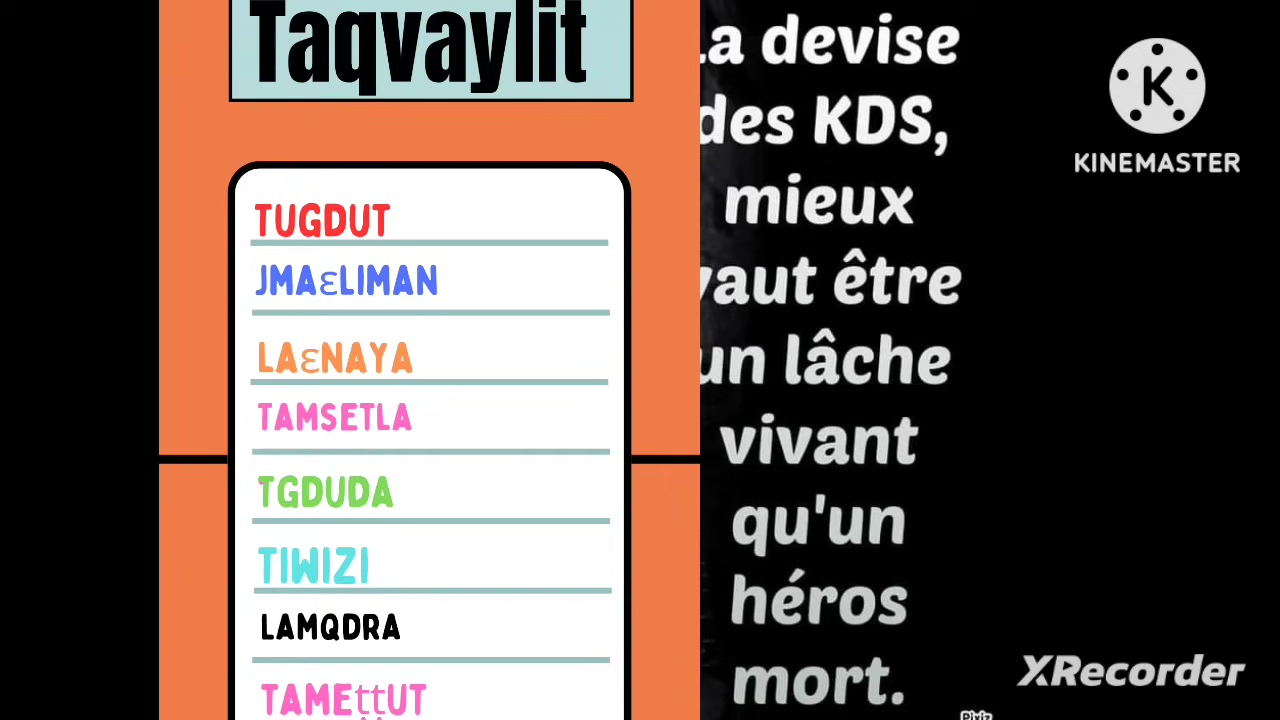 Taqvaylit
TUGDUT
JMAƐLIMAN
LAƐNAYA
TAMSETLA
TGDUDA
TIWIZI
LAMQDRA
TAMEṭṭUT
La devise
des KDS,
mieux
vaut être
un lâche
vivant
qu'un
héros
mort.
K
KINEMASTER
XRecorder